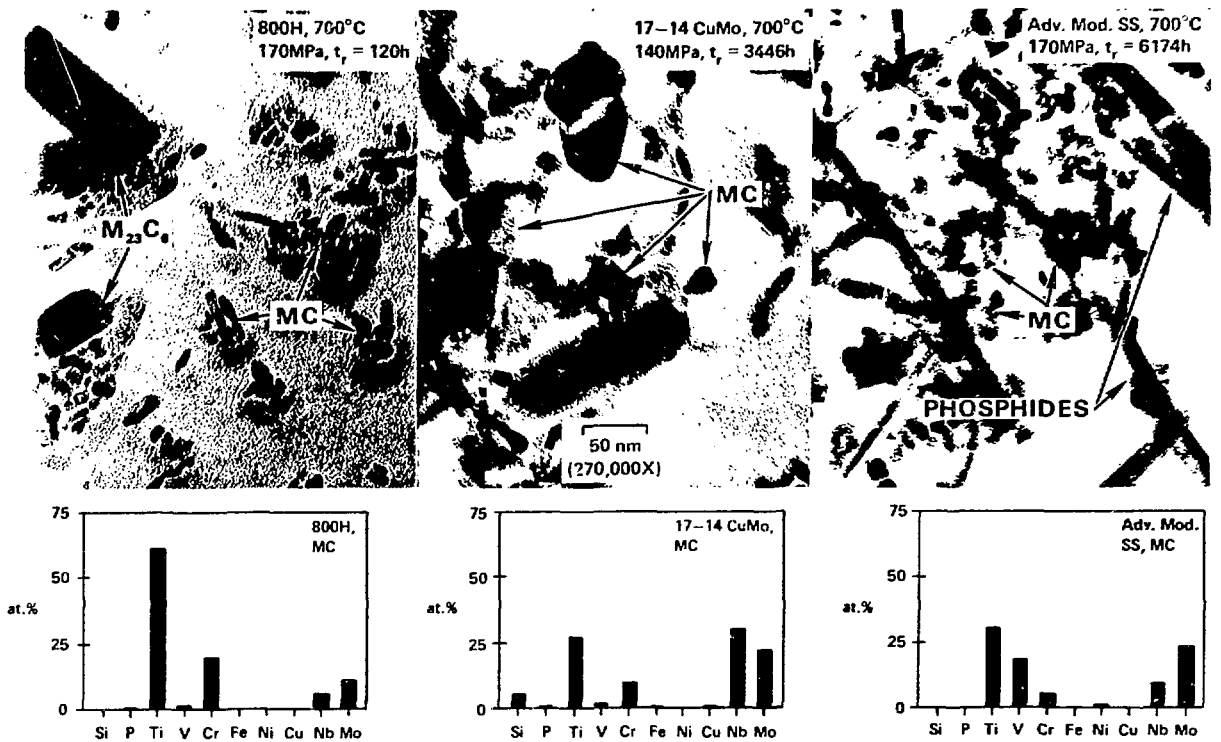 800H, 700°C
170MPa, t_r = 120h
M₂₃C₆
MC
17–14 CuMo, 700°C
140MPa, t_r = 3446h
MC
50 nm
(270,000X)
Adv. Mod. SS, 700°C
170MPa, t_r = 6174h
MC
PHOSPHIDES
75
50
25
0
at.%
800H,
MC
Si P Ti V Cr Fe Ni Cu Nb Mo
75
50
25
0
at.%
17–14 CuMo,
MC
Si P Ti V Cr Fe Ni Cu Nb Mo
75
50
25
0
at.%
Adv. Mod.
SS, MC
Si P Ti V Cr Fe Ni Cu Nb Mo